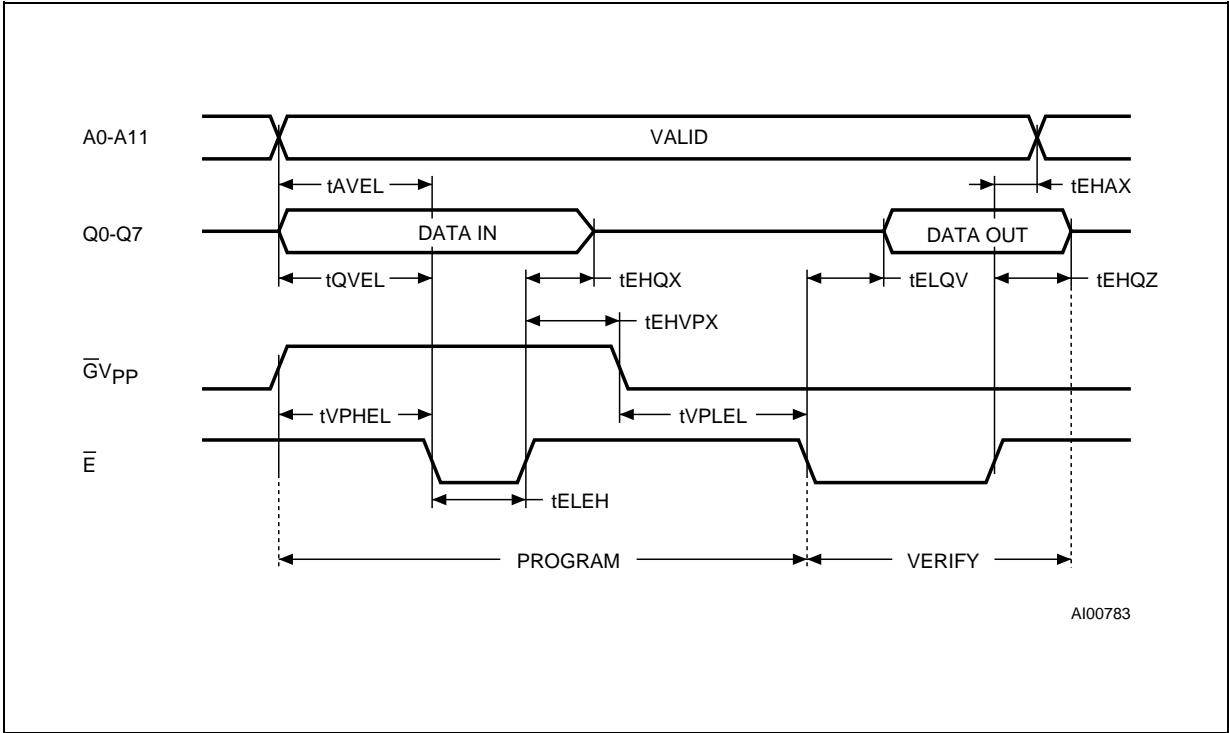 A0-A11
VALID
tAVEL
tEHAX
Q0-Q7
DATA IN
DATA OUT
tQVEL
tEHQX
tELQV
tEHQZ
tEHVPX
G̅VPP
tVPHEL
tVPLEL
E̅
tELEH
PROGRAM
VERIFY
AI00783